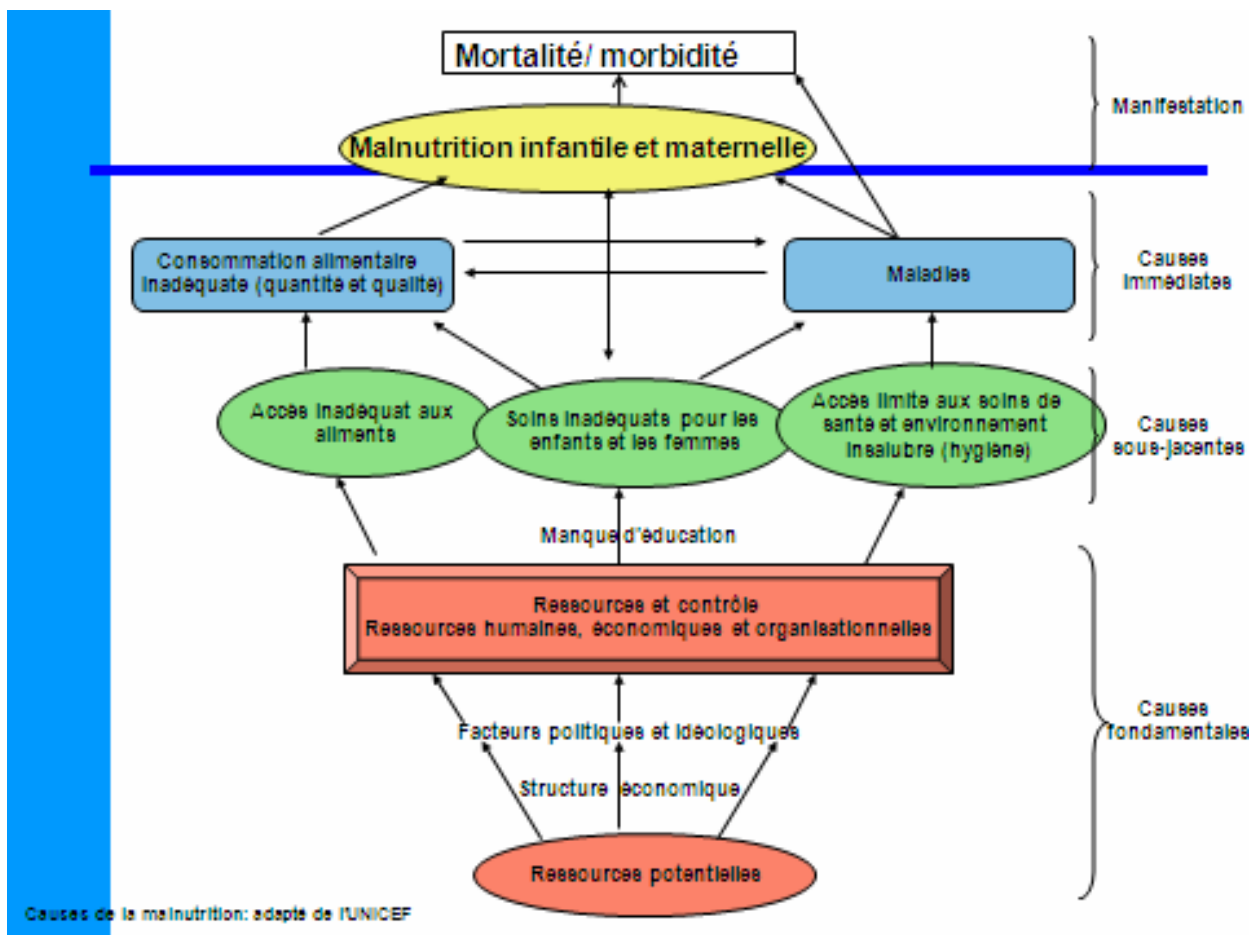 Mortalité/ morbidité
Manifestation
Malnutrition infantile et maternelle
Consommation alimentaire
inadéquate (quantité et qualité)
Maladies
Causes
immédiates
Accès inadéquat aux
aliments
Soins inadéquats pour les
enfants et les femmes
Accès limité aux soins de
santé et environnement
insalubre (hygiène)
Causes
sous-jacentes
Manque d'éducation
Ressources et contrôle
Ressources humaines, économiques et organisationnelles
Facteurs politiques et idéologiques
Causes
fondamentales
Structure économique
Ressources potentielles
Causes de la malnutrition: adapté de l'UNICEF